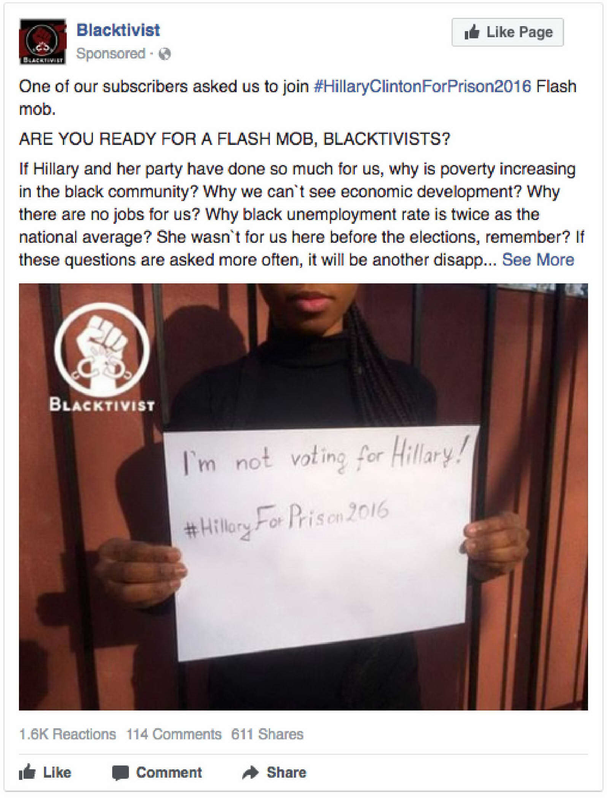 Blacktivist
Like Page
Sponsored ·
BLACKTIVIST
One of our subscribers asked us to join #HillaryClintonForPrison2016 Flash
mob.
ARE YOU READY FOR A FLASH MOB, BLACKTIVISTS?
If Hillary and her party have done so much for us, why is poverty increasing
in the black community? Why we can`t see economic development? Why
there are no jobs for us? Why black unemployment rate is twice as the
national average? She wasn`t for us here before the elections, remember? If
these questions are asked more often, it will be another disapp... See More
BLACKTIVIST
I'm not voting for Hillary!
#HillaryForPrison2016
1.6K Reactions 114 Comments 611 Shares
Like Comment Share